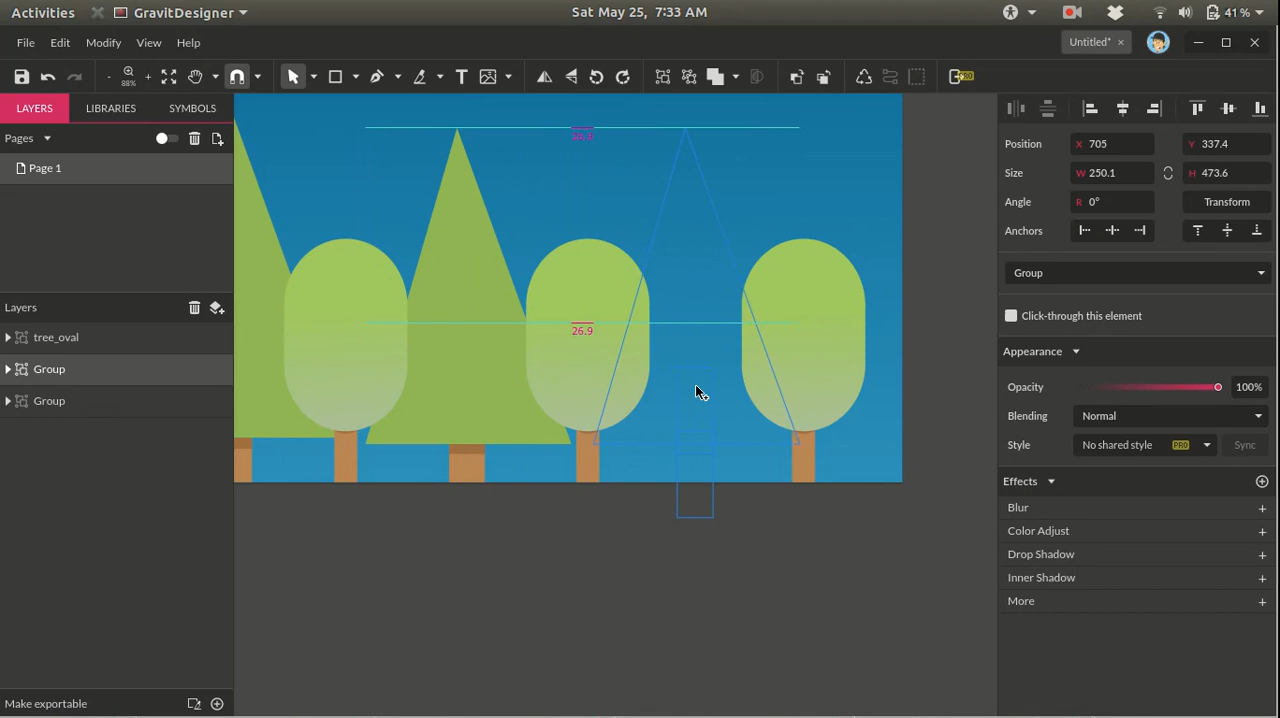 Activities GravitDesigner Sat May 25, 7:33 AM 41 %
File Edit Modify View Help Untitled*
88% PRO
LAYERS LIBRARIES SYMBOLS
Pages
Page 1
Layers
tree_oval
Group
Group
Make exportable
26.9
Position X 705 Y 337.4
Size W 250.1 H 473.6
Angle R 0° Transform
Anchors
Group
Click-through this element
Appearance
Opacity 100%
Blending Normal
Style No shared style PRO Sync
Effects
Blur
Color Adjust
Drop Shadow
Inner Shadow
More